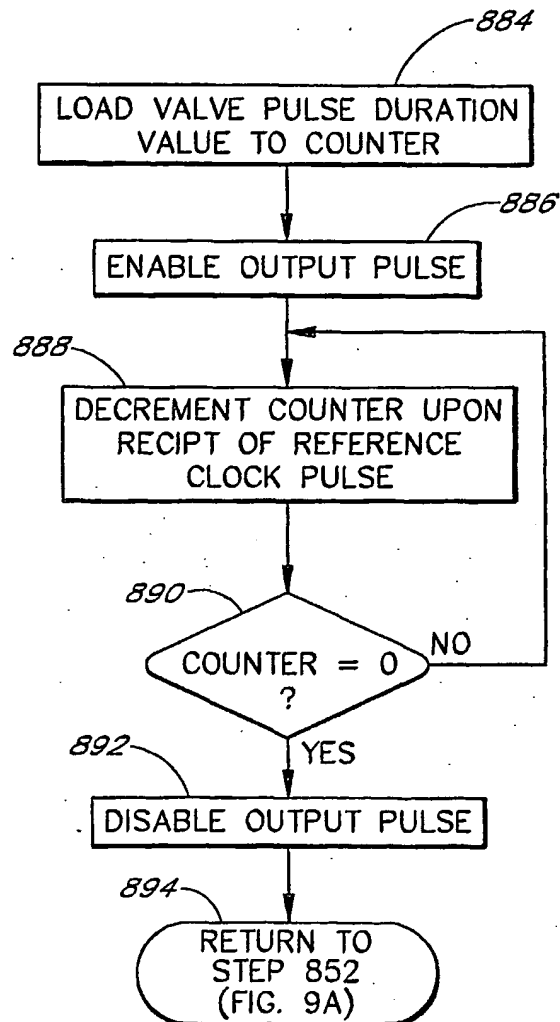 884
LOAD VALVE PULSE DURATION
VALUE TO COUNTER
886
ENABLE OUTPUT PULSE
888
DECREMENT COUNTER UPON
RECIPT OF REFERENCE
CLOCK PULSE
890
COUNTER = 0
?
NO
YES
892
DISABLE OUTPUT PULSE
894
RETURN TO
STEP 852
(FIG. 9A)